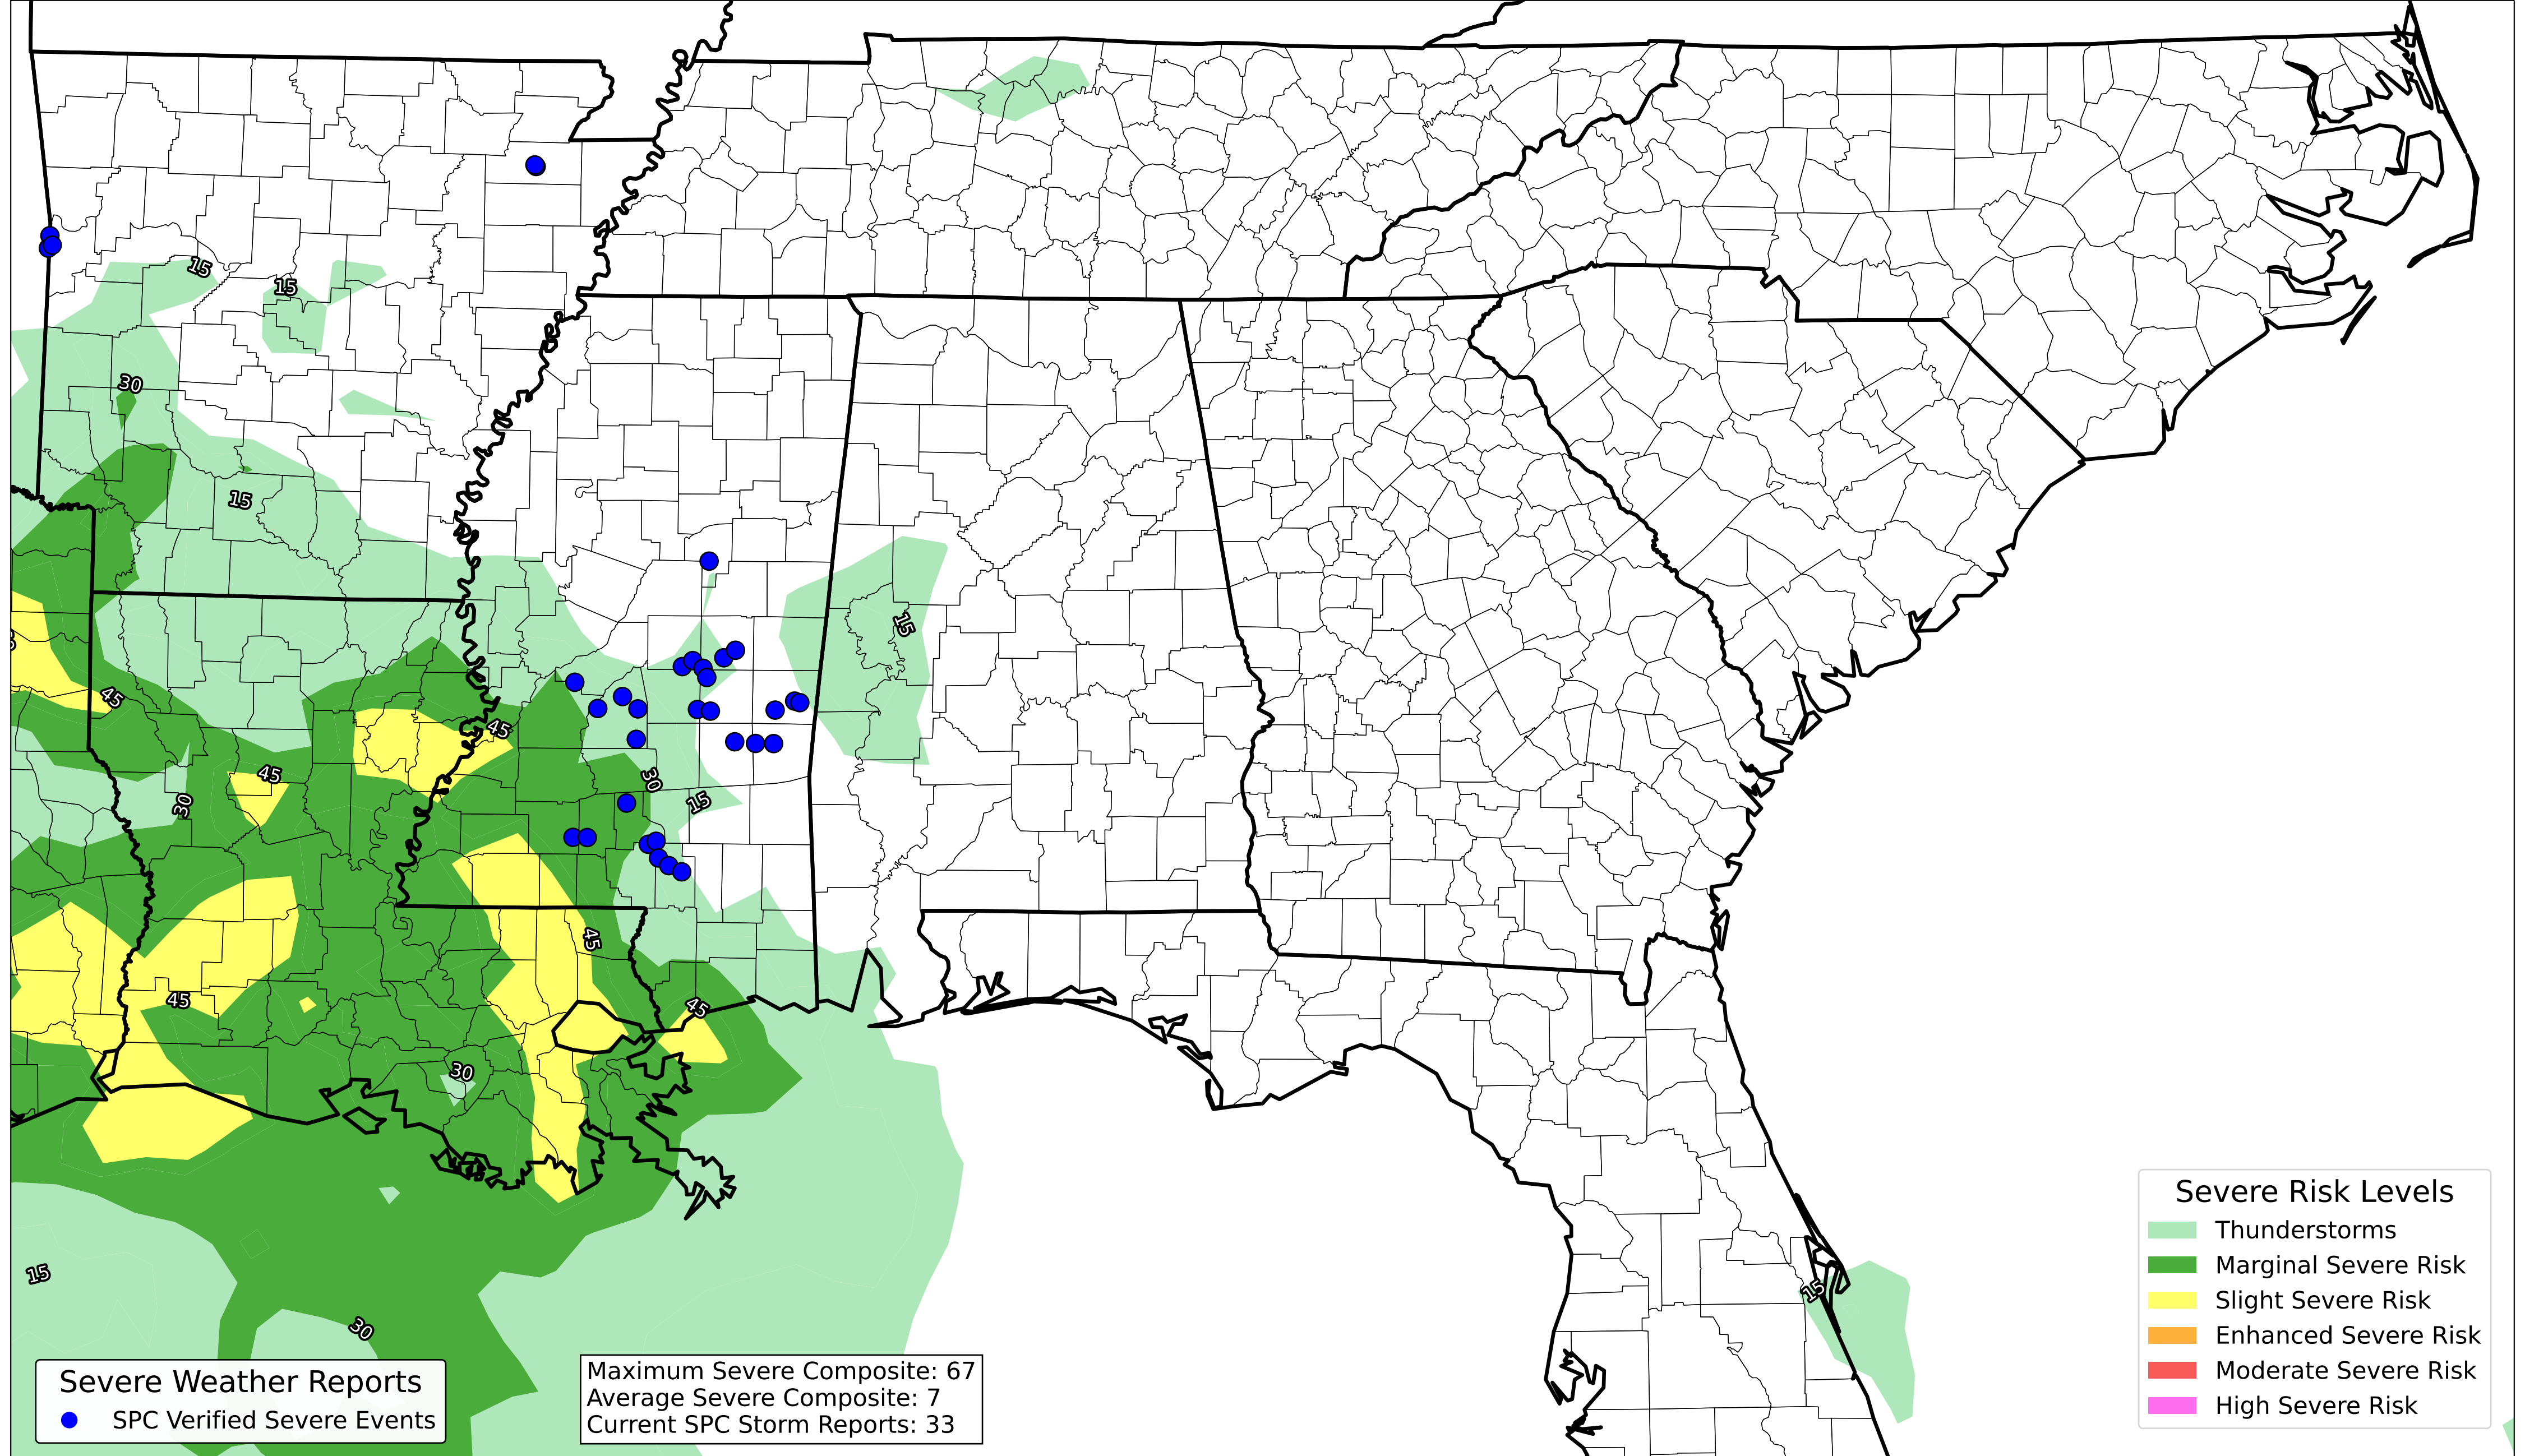 15
15
30
15
15
45
45
45
30
30
15
45
45
45
30
15
30
15
Severe Weather Reports
SPC Verified Severe Events
Maximum Severe Composite: 67
Average Severe Composite: 7
Current SPC Storm Reports: 33
Severe Risk Levels
Thunderstorms
Marginal Severe Risk
Slight Severe Risk
Enhanced Severe Risk
Moderate Severe Risk
High Severe Risk